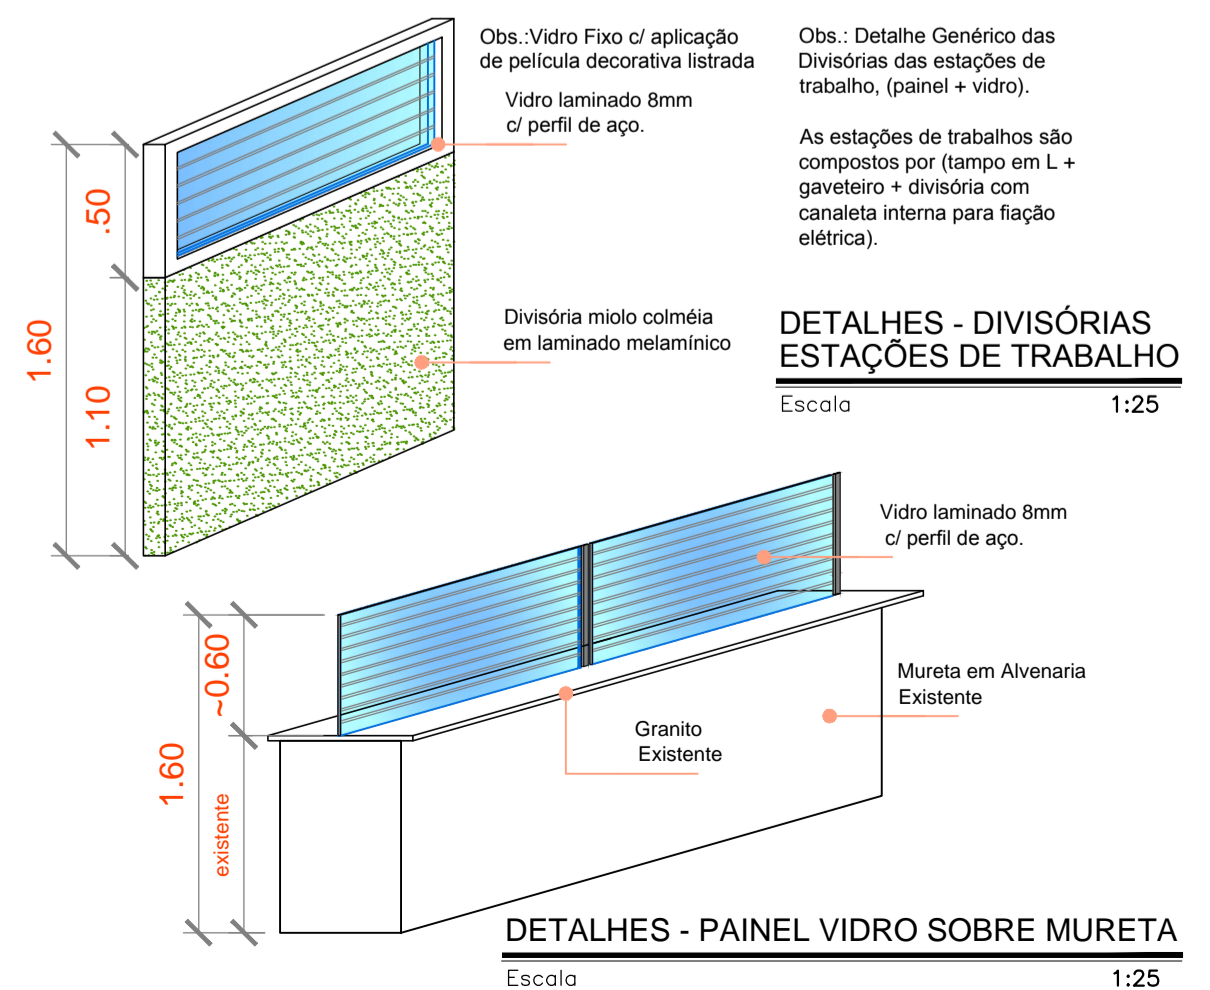 Obs.:Vidro Fixo c/ aplicação
de película decorativa listrada
Vidro laminado 8mm
c/ perfil de aço.
Obs.: Detalhe Genérico das
Divisórias das estações de
trabalho, (painel + vidro).
As estações de trabalhos são
compostos por (tampo em L +
gaveteiro + divisória com
canaleta interna para fiação
elétrica).
.50
1.60
1.10
Divisória miolo colméia
em laminado melamínico
DETALHES - DIVISÓRIAS
ESTAÇÕES DE TRABALHO
Escala 1:25
Vidro laminado 8mm
c/ perfil de aço.
~0.60
1.60
existente
Mureta em Alvenaria
Existente
Granito
Existente
DETALHES - PAINEL VIDRO SOBRE MURETA
Escala 1:25